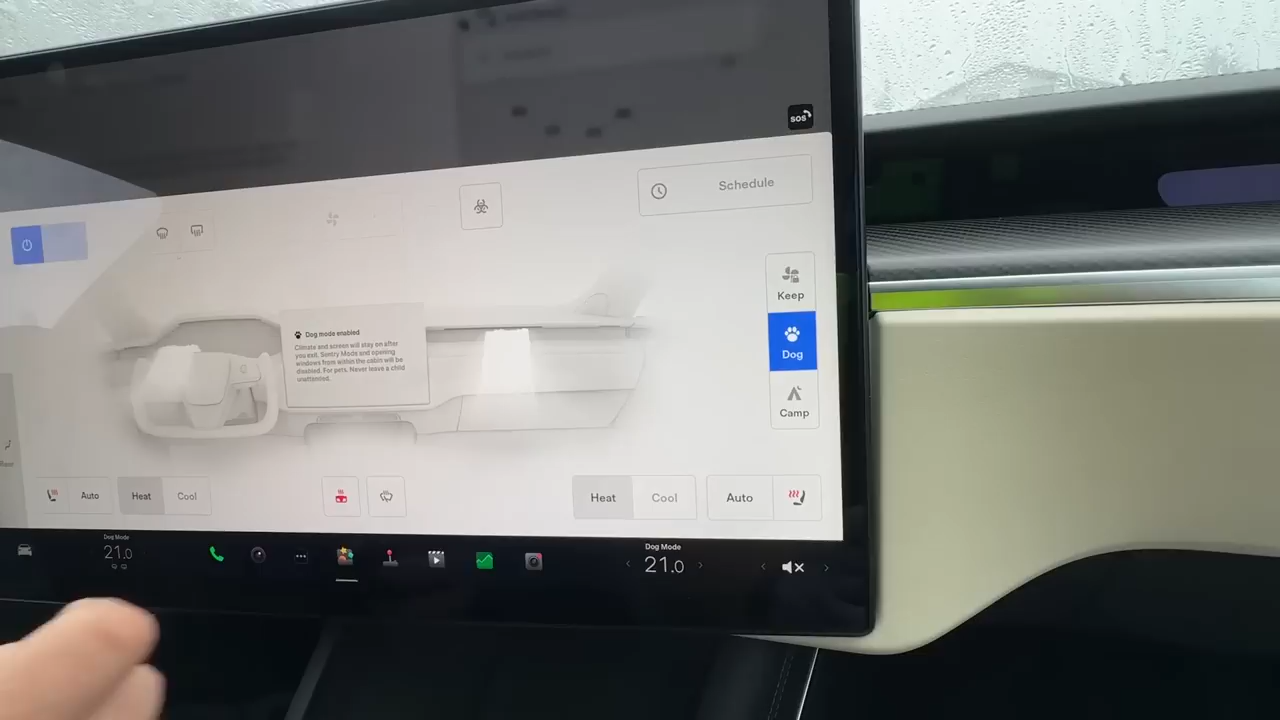 sos
Schedule
Keep
Dog mode enabled
Climate and screen will stay on after
you exit. Sentry Mode and opening
windows from within the cabin will be
disabled. For pets. Never leave a child
unattended.
Dog
Camp
Auto
Heat
Cool
Heat
Cool
Auto
Dog Mode
21.0
Dog Mode
21.0